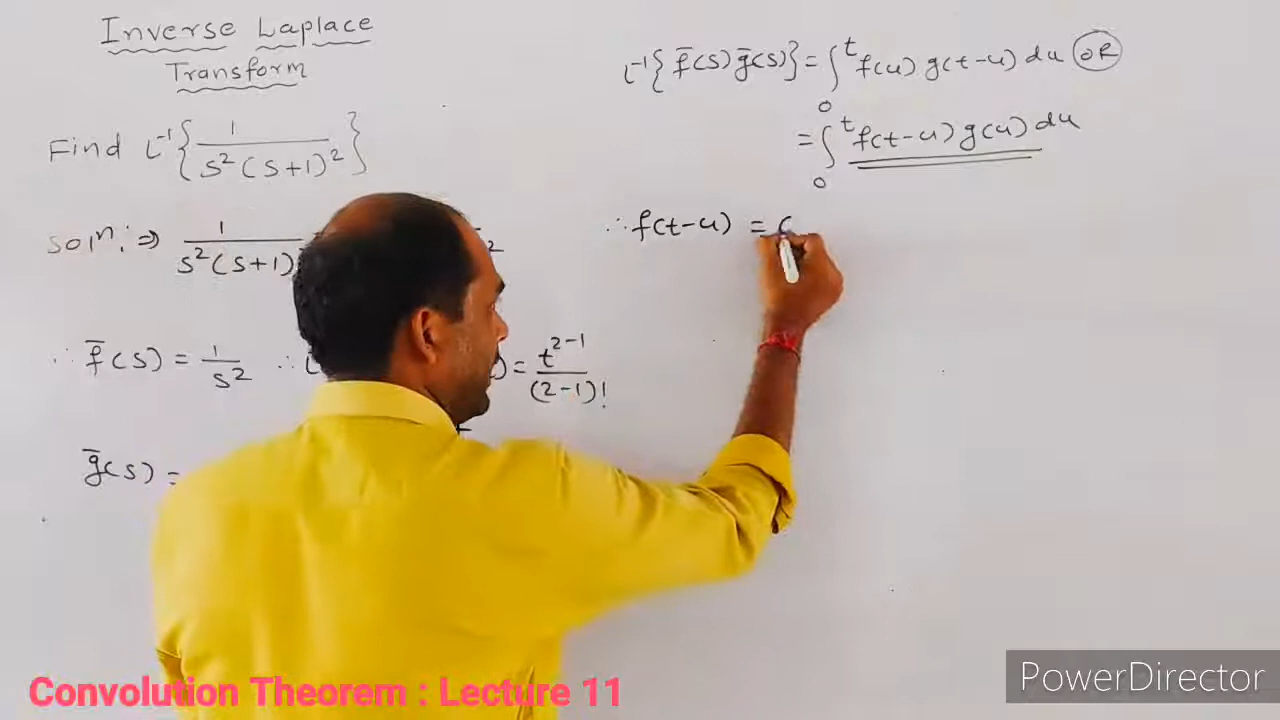 Inverse Laplace
Transform
Find L⁻¹{ 1 / s²(s+1)² }
Solⁿ: ⇒ 1 / s²(s+1)
∴ f̄(s) = 1/s² ∴ ) = t²⁻¹ / (2-1)!
ḡ(s) =
L⁻¹{ f̄(s) ḡ(s) } = ∫₀ᵗ f(u) g(t-u) du OR
= ∫₀ᵗ f(t-u) g(u) du
∴ f(t-u) = (
Convolution Theorem : Lecture 11
PowerDirector